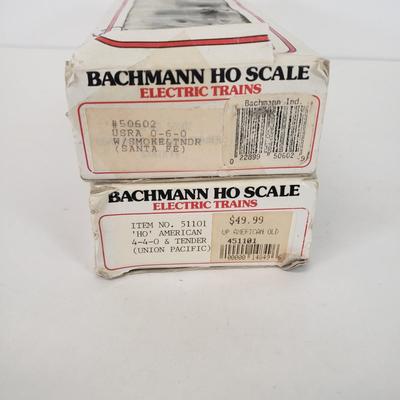 BACHMANN HO SCALE
ELECTRIC TRAINS
#50602
USRA 0-6-0
W/SMOKE&TNDR
(SANTA FE)
Bachmann Ind.
0 22899 50602 9
BACHMANN HO SCALE
ELECTRIC TRAINS
ITEM NO. 51101
'HO' AMERICAN
4-4-0 & TENDER
(UNION PACIFIC)
$49.99
UP AMERICAN OLD
451101